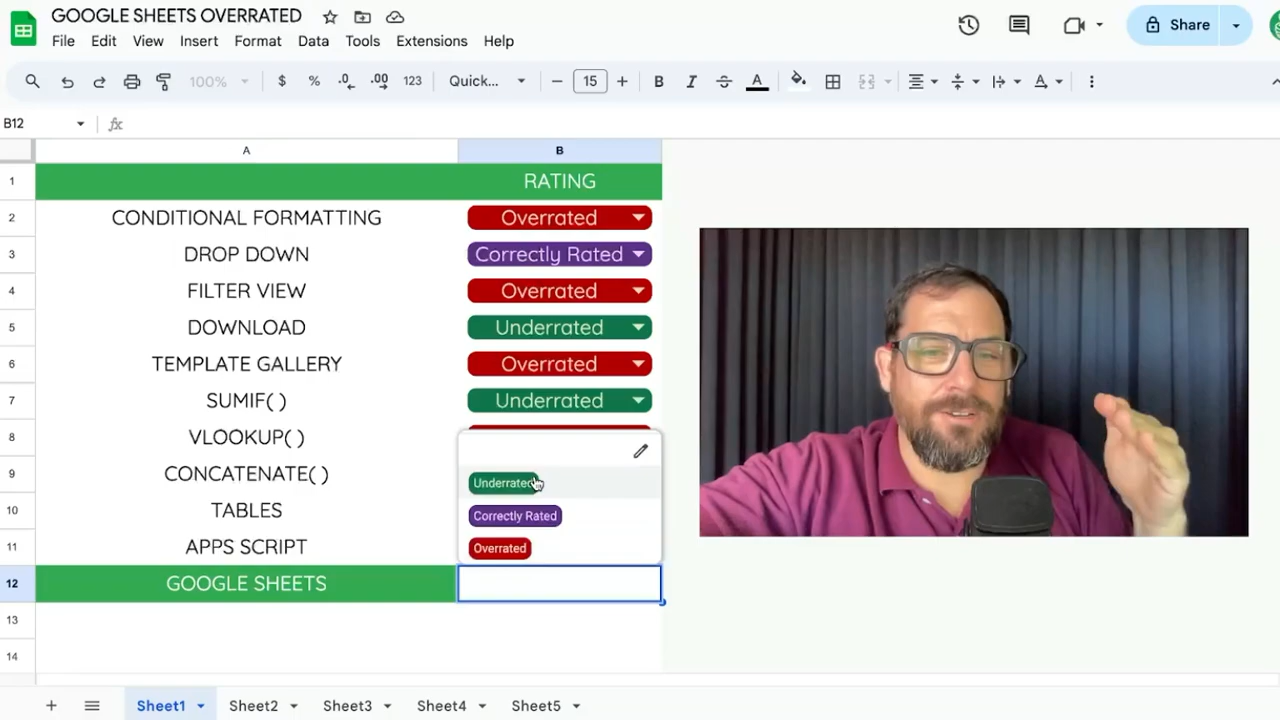 GOOGLE SHEETS OVERRATED
File Edit View Insert Format Data Tools Extensions Help
Share
100% $ % .0 .00 123 Quick... 15 B I A
B12 fx
A B
1 RATING
2 CONDITIONAL FORMATTING Overrated
3 DROP DOWN Correctly Rated
4 FILTER VIEW Overrated
5 DOWNLOAD Underrated
6 TEMPLATE GALLERY Overrated
7 SUMIF( ) Underrated
8 VLOOKUP( )
9 CONCATENATE( ) Underrated
10 TABLES Correctly Rated
11 APPS SCRIPT Overrated
12 GOOGLE SHEETS
13
14
Sheet1 Sheet2 Sheet3 Sheet4 Sheet5